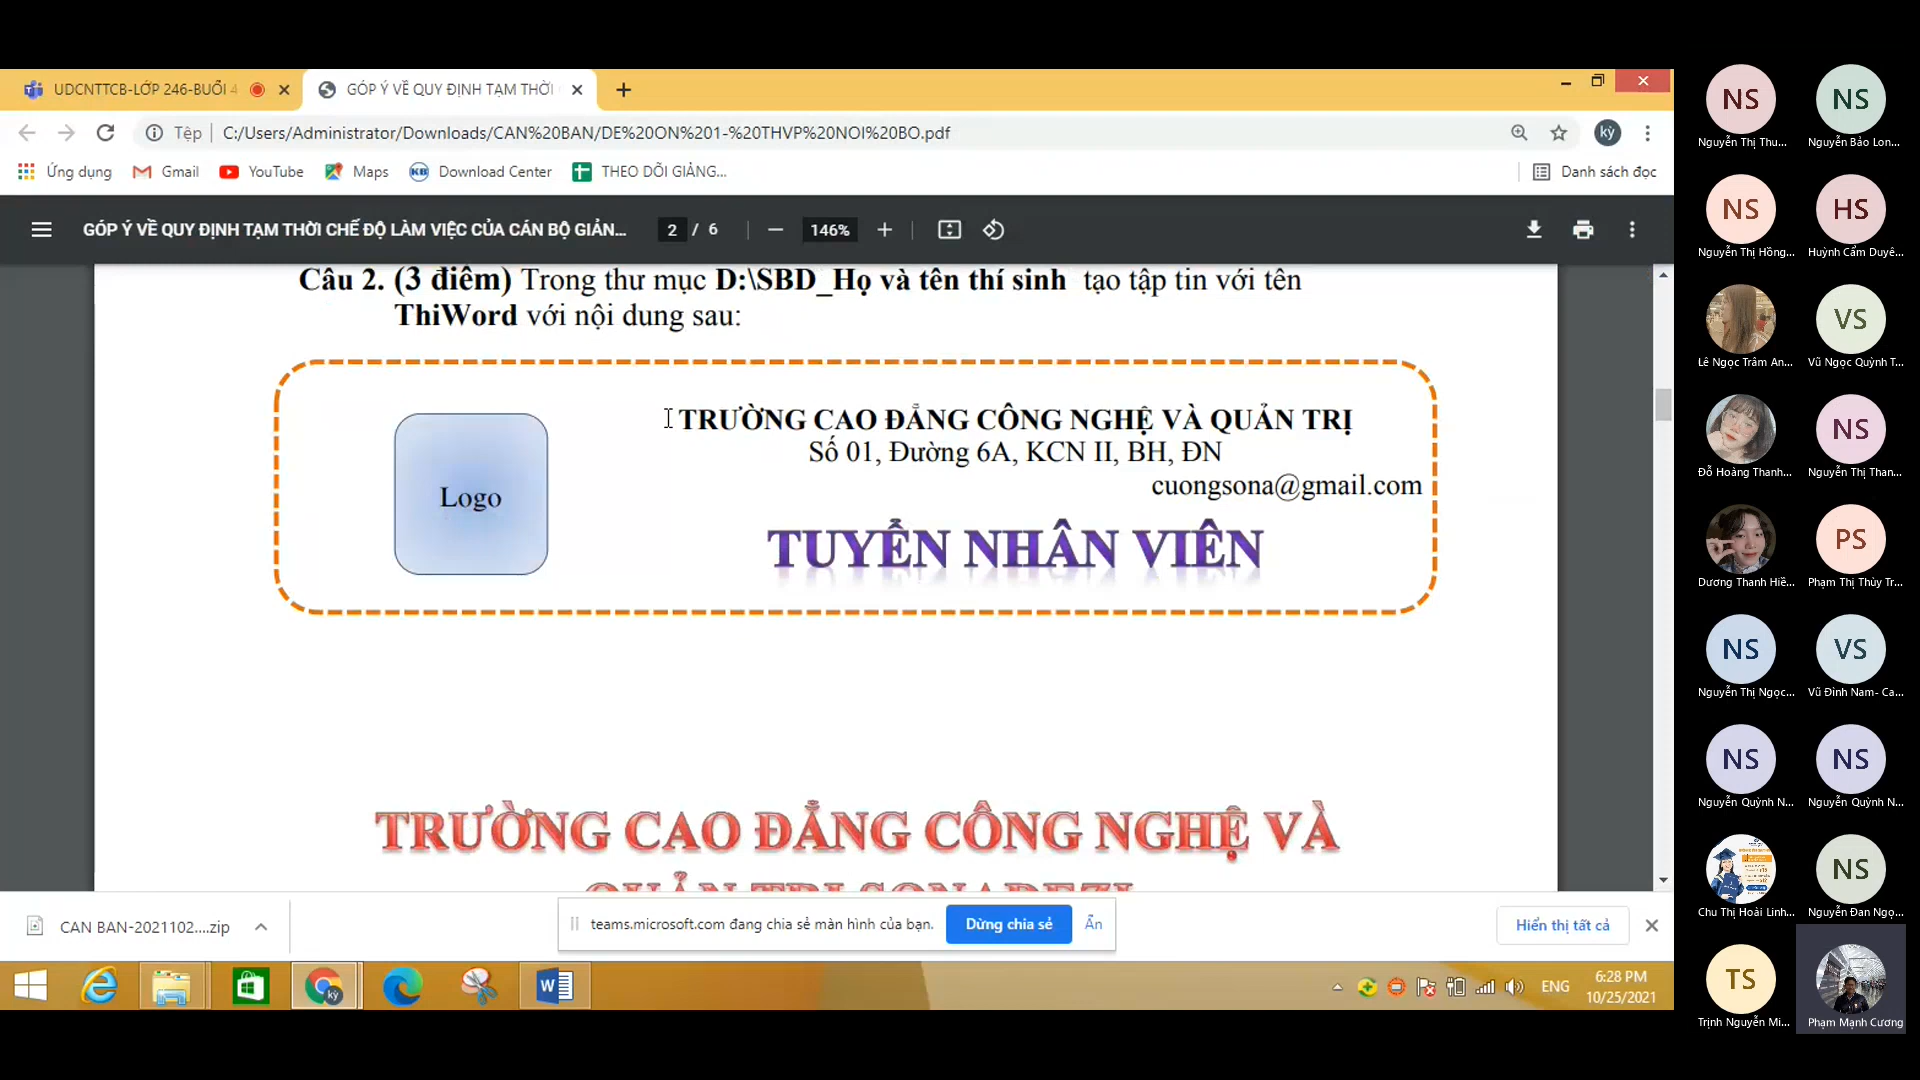 UDCNTTCB-LỚP 246-BUỔI 4
GÓP Ý VỀ QUY ĐỊNH TẠM THỜI
Tệp
C:/Users/Administrator/Downloads/CAN%20BAN/DE%20ON%201-%20THVP%20NOI%20BO.pdf
kỳ
Ứng dụng
Gmail
YouTube
Maps
Download Center
THEO DÕI GIẢNG...
Danh sách đọc
GÓP Ý VỀ QUY ĐỊNH TẠM THỜI CHẾ ĐỘ LÀM VIỆC CỦA CÁN BỘ GIẢN...
2 / 6
146%
Câu 2. (3 điểm) Trong thư mục D:\SBD_Họ và tên thí sinh tạo tập tin với tên
ThiWord với nội dung sau:
Logo
TRƯỜNG CAO ĐẲNG CÔNG NGHỆ VÀ QUẢN TRỊ
Số 01, Đường 6A, KCN II, BH, ĐN
cuongsona@gmail.com
TUYỂN NHÂN VIÊN
TRƯỜNG CAO ĐẲNG CÔNG NGHỆ VÀ
QUẢN TRỊ SONADEZI
CAN BAN-2021102....zip
teams.microsoft.com đang chia sẻ màn hình của bạn.
Dừng chia sẻ
Ẩn
Hiển thị tất cả
ENG
6:28 PM
10/25/2021
NS
Nguyễn Thị Thu...
NS
Nguyễn Bảo Lon...
NS
Nguyễn Thị Hồng...
HS
Huỳnh Cẩm Duyê...
Lê Ngọc Trâm An...
VS
Vũ Ngọc Quỳnh T...
Đỗ Hoàng Thanh...
NS
Nguyễn Thị Than...
Dương Thanh Hiề...
PS
Phạm Thị Thùy Tr...
NS
Nguyễn Thị Ngọc...
VS
Vũ Đình Nam- Ca...
NS
Nguyễn Quỳnh N...
NS
Nguyễn Quỳnh N...
Chu Thị Hoài Linh...
NS
Nguyễn Đan Ngọ...
TS
Trịnh Nguyễn Mi...
Phạm Mạnh Cương